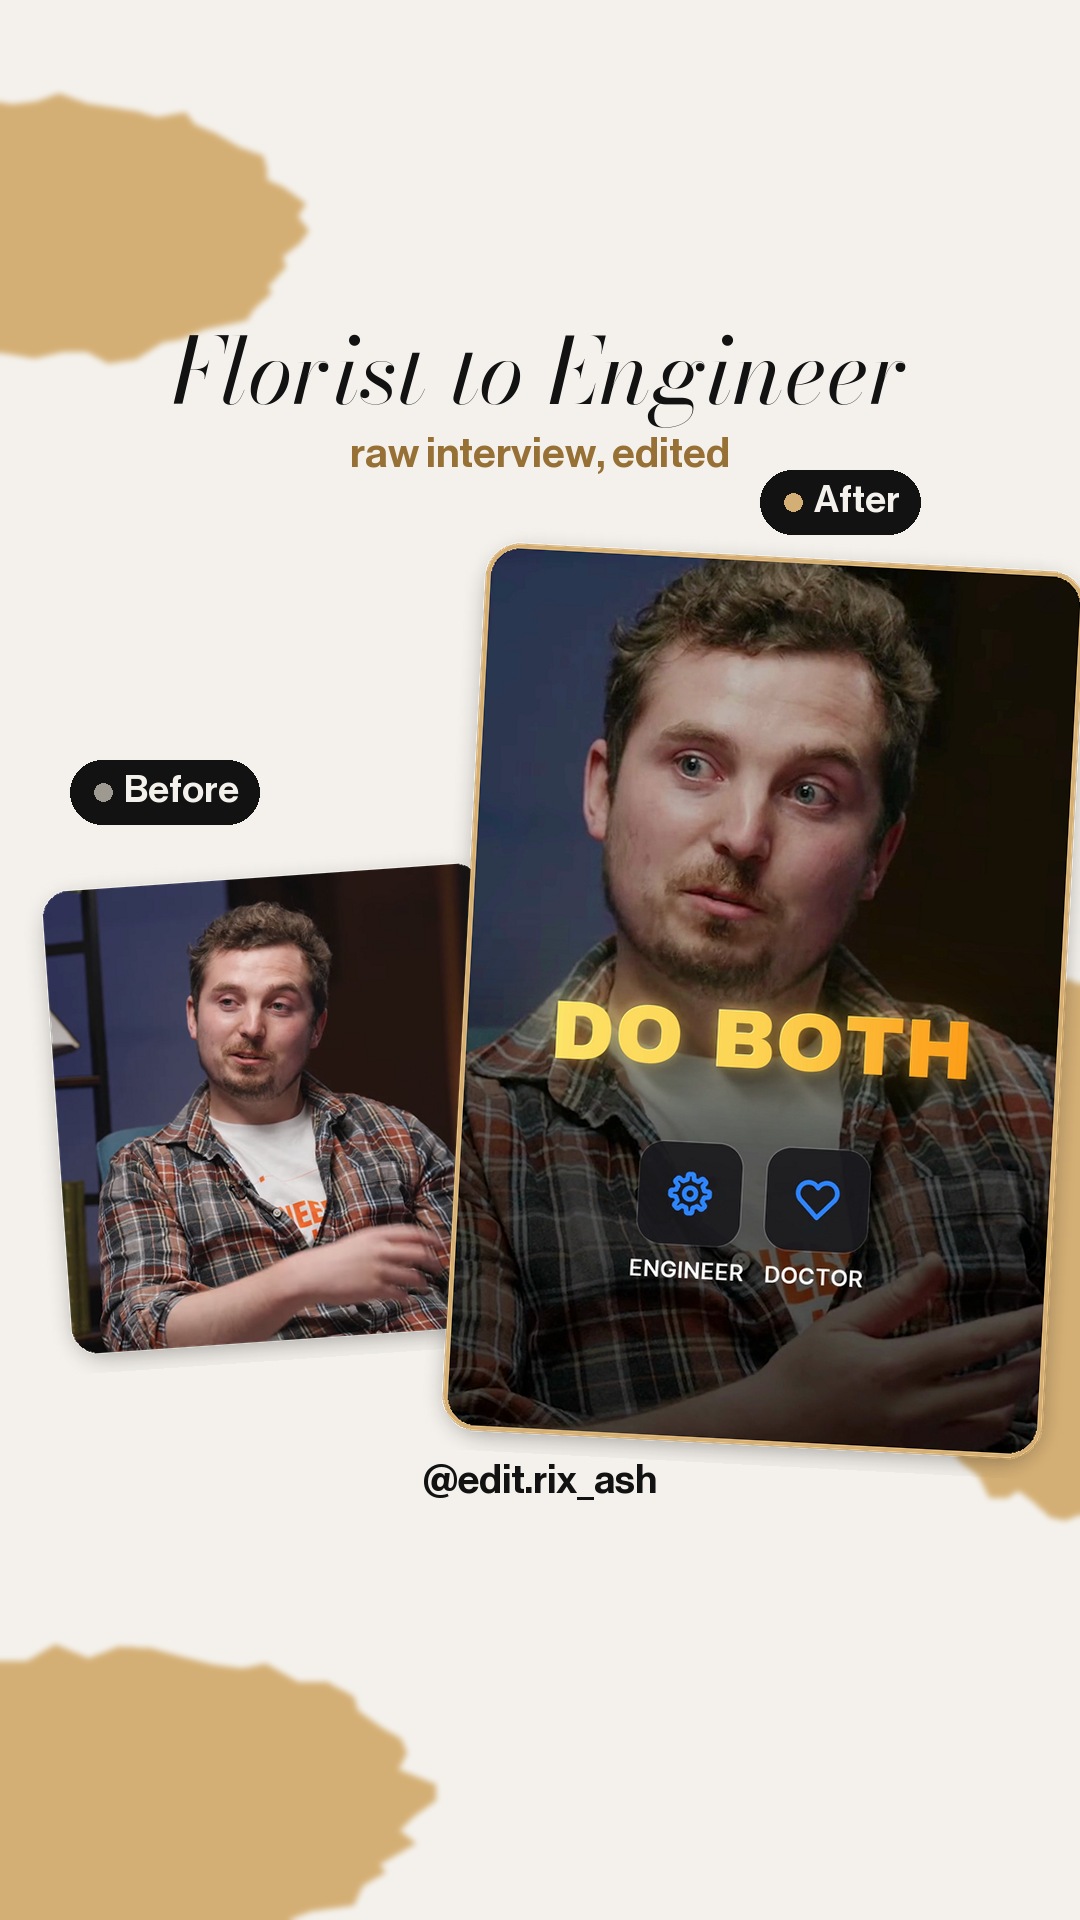 Florist to Engineer
raw interview, edited
After
Before
DO BOTH
ENGINEER DOCTOR
@edit.rix_ash